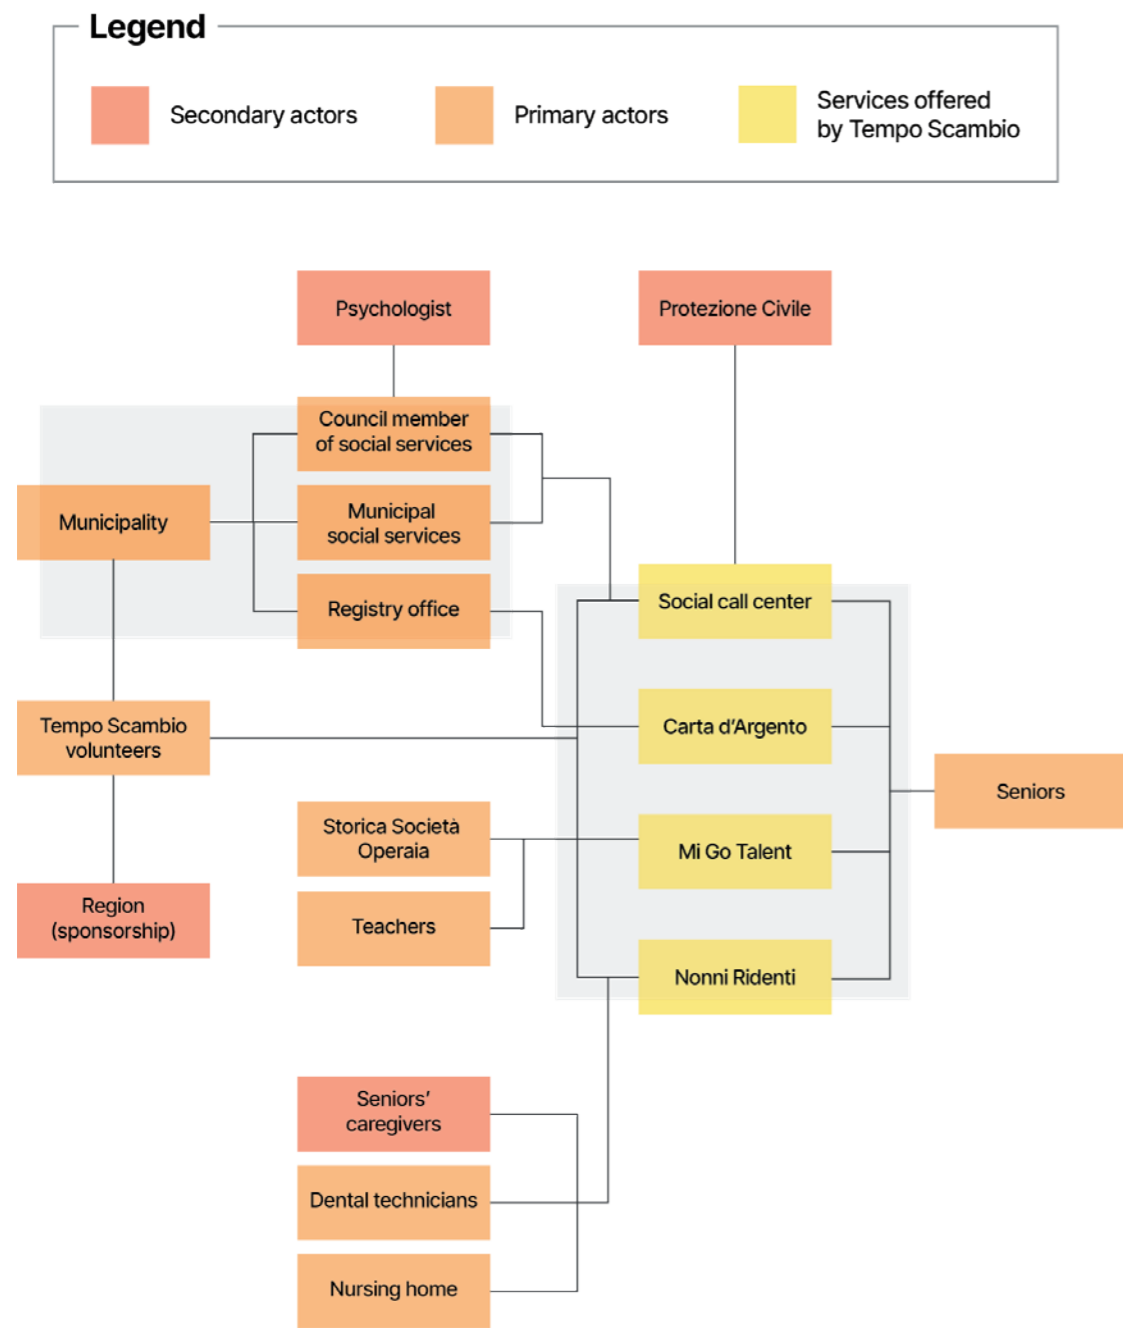 Legend
Secondary actors
Primary actors
Services offered
by Tempo Scambio
Psychologist
Protezione Civile
Council member
of social services
Municipality
Municipal
social services
Registry office
Social call center
Tempo Scambio
volunteers
Carta d'Argento
Seniors
Storica Società
Operaia
Mi Go Talent
Region
(sponsorship)
Teachers
Nonni Ridenti
Seniors'
caregivers
Dental technicians
Nursing home